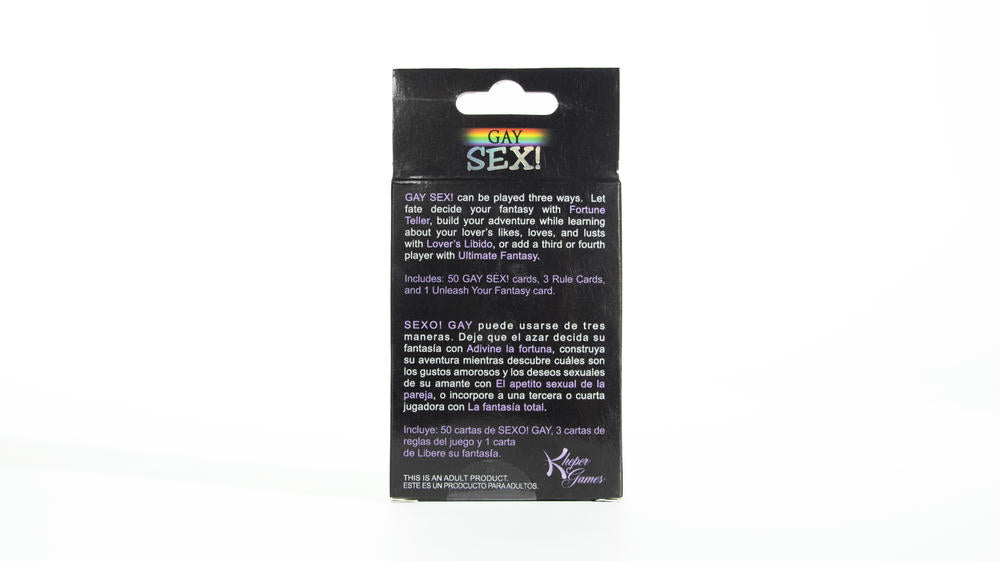 GAY
SEX!
GAY SEX! can be played three ways. Let
fate decide your fantasy with Fortune
Teller, build your adventure while learning
about your lover's likes, loves, and lusts
with Lover's Libido, or add a third or fourth
player with Ultimate Fantasy.
Includes: 50 GAY SEX! cards, 3 Rule Cards,
and 1 Unleash Your Fantasy card.
SEXO! GAY puede usarse de tres
maneras. Deje que el azar decida su
fantasía con Adivine la fortuna, construya
su aventura mientras descubre cuáles son
los gustos amorosos y los deseos sexuales
de su amante con El apetito sexual de la
pareja, o incorpore a una tercera o cuarta
jugadora con La fantasía total.
Incluye: 50 cartas de SEXO! GAY, 3 cartas de
reglas del juego y 1 carta
de Libere su fantasía.
Kheper
Games
THIS IS AN ADULT PRODUCT.
ESTE ES UN PROOCUCTO PARA ADULTOS.